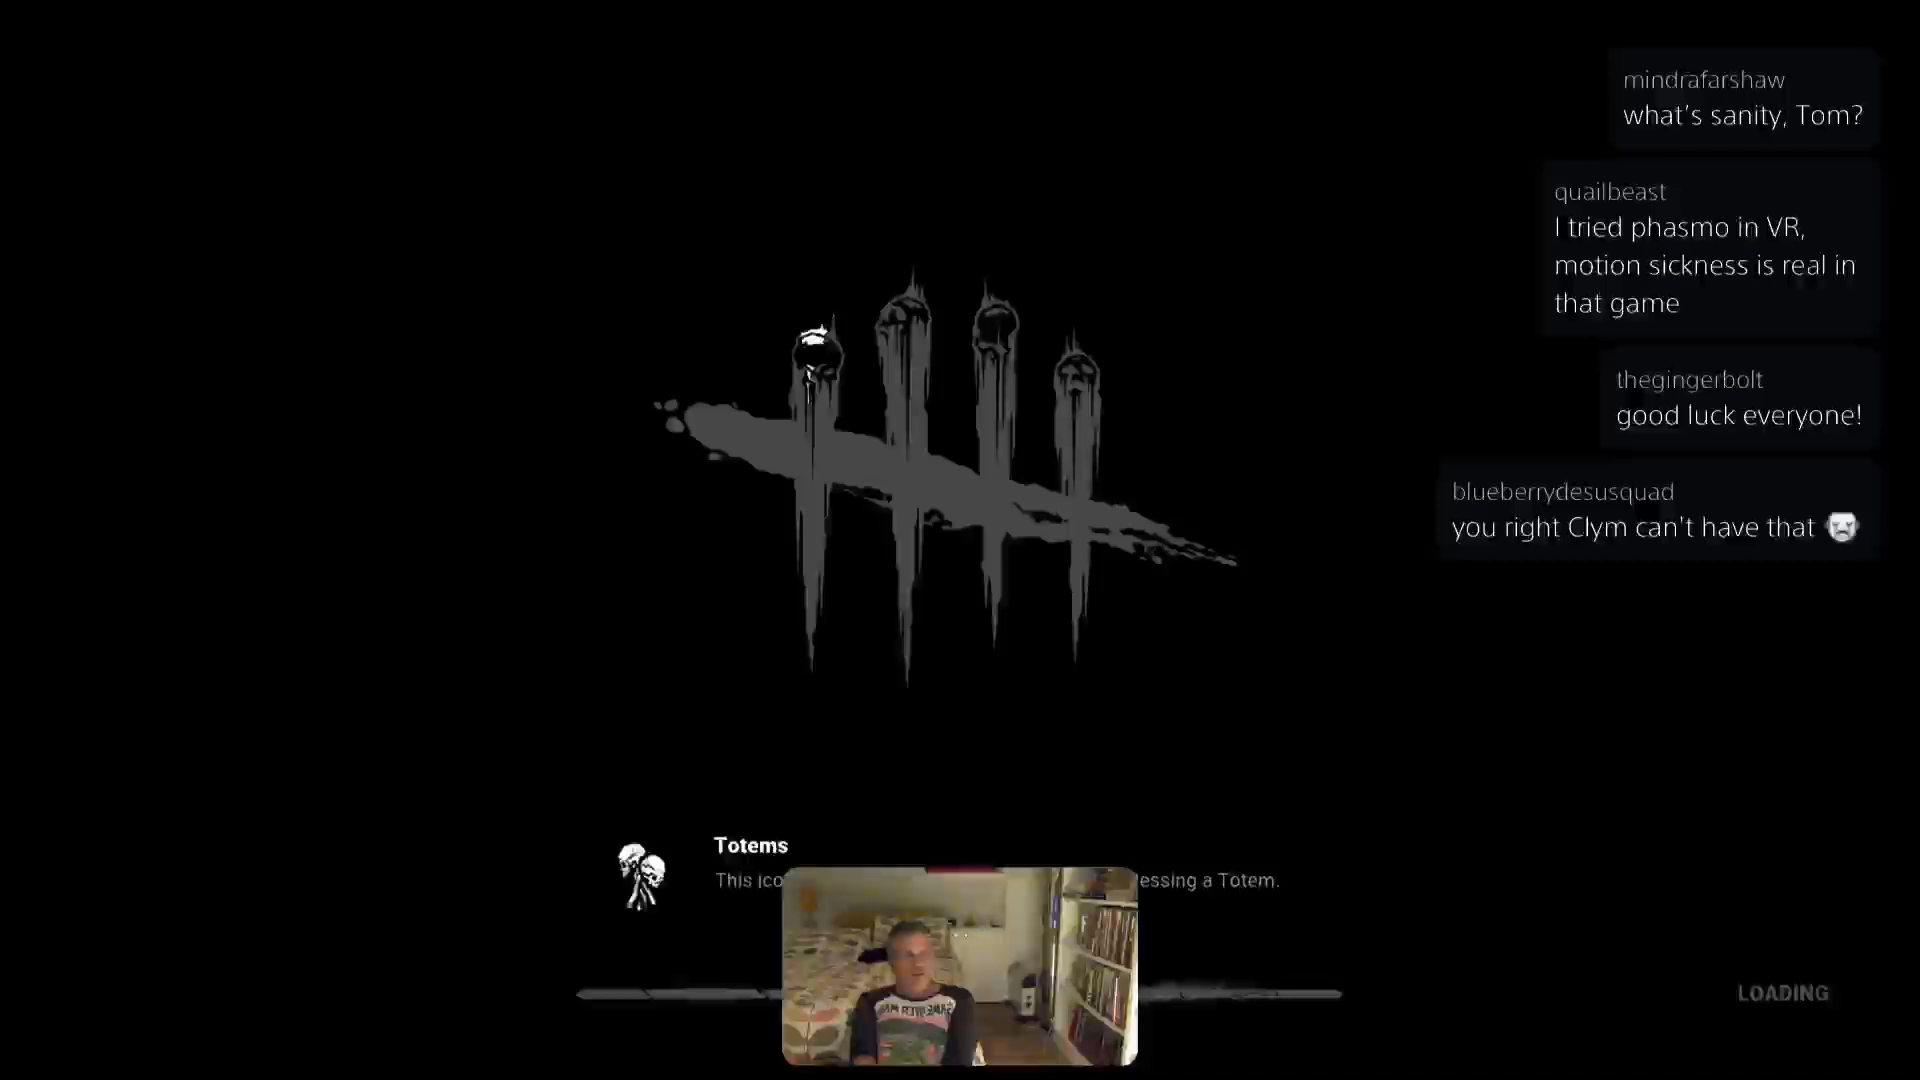 mindrafarshaw
what's sanity, Tom?
quailbeast
I tried phasmo in VR,
motion sickness is real in
that game
thegingerbolt
good luck everyone!
blueberrydesusquad
you right Clym can't have that
Totems
This ico
essing a Totem.
LOADING